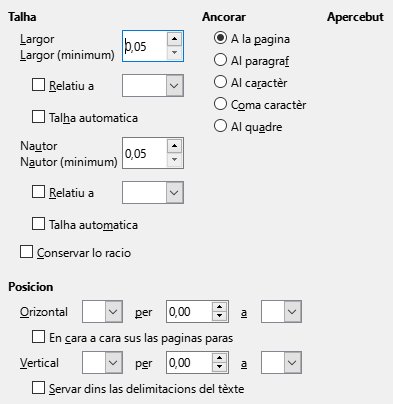 Talha Ancorar Apercebut
Largor
Largor (minimum) 0,05
A la pagina
Al paragraf
Relatiu a
Al caractèr
Coma caractèr
Talha automatica
Al quadre
Nautor
Nautor (minimum) 0,05
Relatiu a
Talha automatica
Conservar lo racio
Posicion
Orizontal per 0,00 a
En cara a cara sus las paginas paras
Vertical per 0,00 a
Servar dins las delimitacions del tèxte